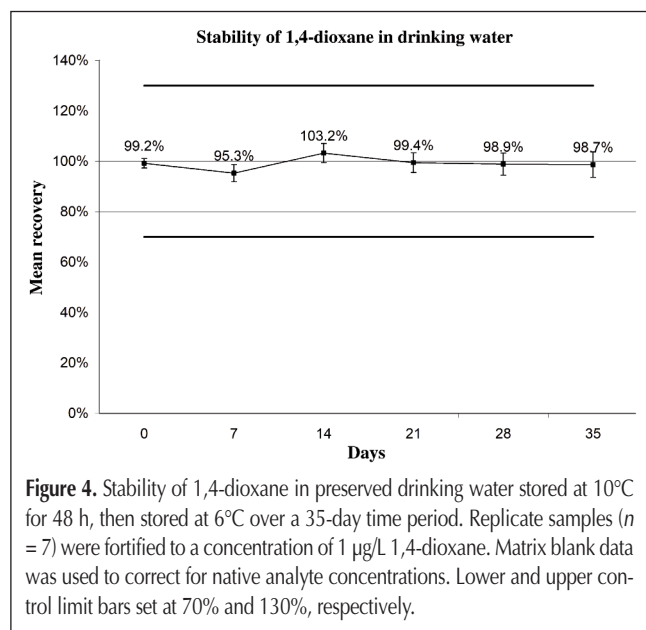 Stability of 1,4-dioxane in drinking water
140%
120%
100%
80%
60%
40%
20%
0%
Mean recovery
99.2%
95.3%
103.2%
99.4%
98.9%
98.7%
0
7
14
21
28
35
Days
Figure 4. Stability of 1,4-dioxane in preserved drinking water stored at 10°C
for 48 h, then stored at 6°C over a 35-day time period. Replicate samples (n
= 7) were fortified to a concentration of 1 µg/L 1,4-dioxane. Matrix blank data
was used to correct for native analyte concentrations. Lower and upper con-
trol limit bars set at 70% and 130%, respectively.